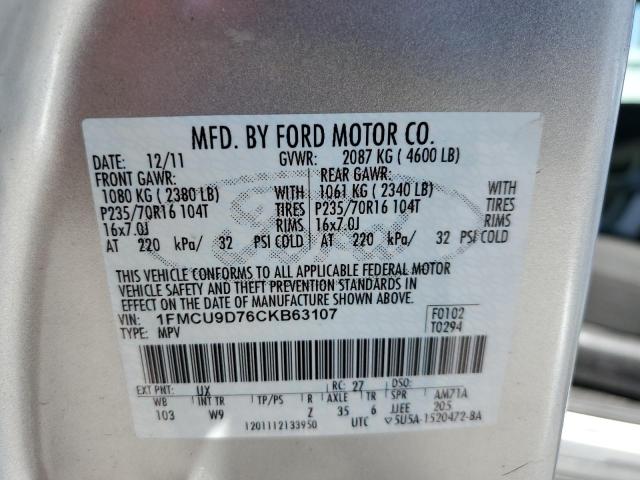 MFD. BY FORD MOTOR CO.
DATE: 12/11 GVWR: 2087 KG ( 4600 LB)
FRONT GAWR: REAR GAWR:
1080 KG ( 2380 LB) WITH 1061 KG ( 2340 LB) WITH
P235/70R16 104T TIRES P235/70R16 104T TIRES
16x7.0J RIMS 16x7.0J RIMS
AT 220 kPa/ 32 PSI COLD AT 220 kPa/ 32 PSI COLD
THIS VEHICLE CONFORMS TO ALL APPLICABLE FEDERAL MOTOR
VEHICLE SAFETY AND THEFT PREVENTION STANDARDS IN
EFFECT ON THE DATE OF MANUFACTURE SHOWN ABOVE.
VIN: 1FMCU9D76CKB63107 F0102
TYPE: MPV T0294
EXT PNT: UX RC: 27 DSO:
WB INT TR TP/PS R AXLE TR SPR AM71A
103 W9 Z 35 6 JJEE 205
1201112133950 UTC ▽5U5A-1520472-BA